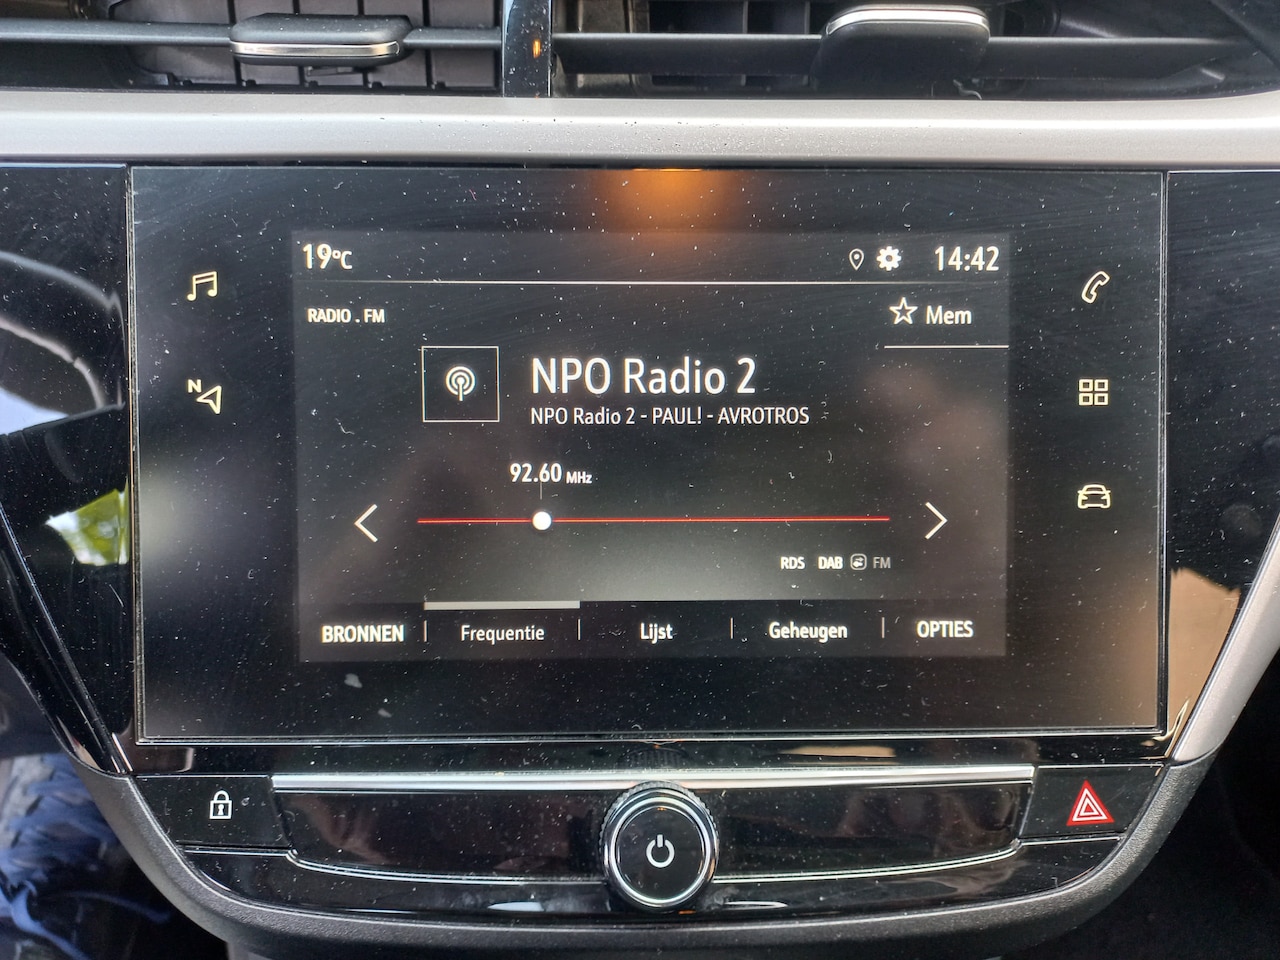 19°C 14:42
RADIO . FM Mem
NPO Radio 2
NPO Radio 2 - PAUL! - AVROTROS
92.60 MHz
RDS DAB FM
BRONNEN Frequentie Lijst Geheugen OPTIES
N